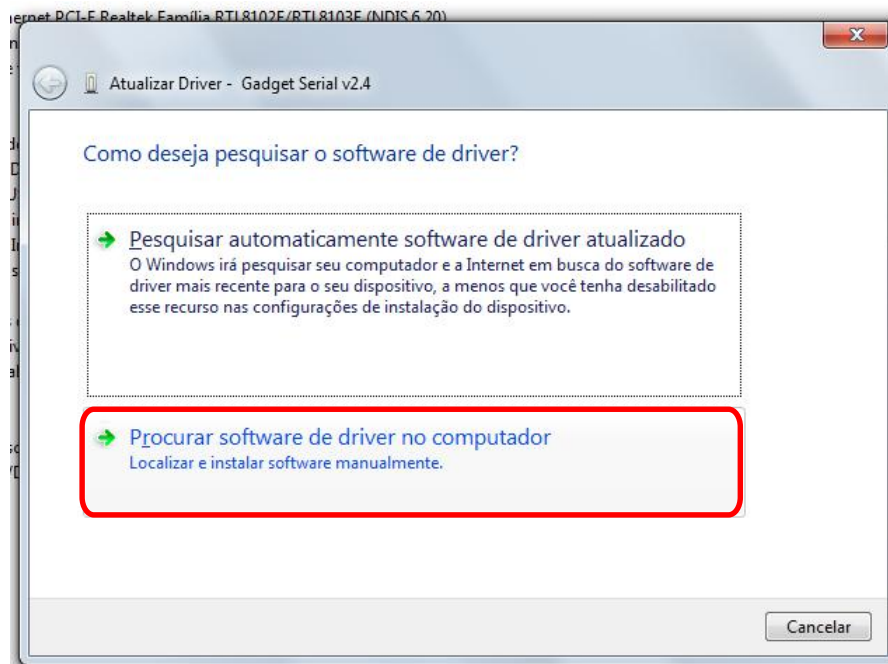 ernet PCI-E Realtek Família RTL8102E/RTL8103E (NDIS 6.20)
Atualizar Driver - Gadget Serial v2.4
Como deseja pesquisar o software de driver?
Pesquisar automaticamente software de driver atualizado
O Windows irá pesquisar seu computador e a Internet em busca do software de
driver mais recente para o seu dispositivo, a menos que você tenha desabilitado
esse recurso nas configurações de instalação do dispositivo.
Procurar software de driver no computador
Localizar e instalar software manualmente.
Cancelar